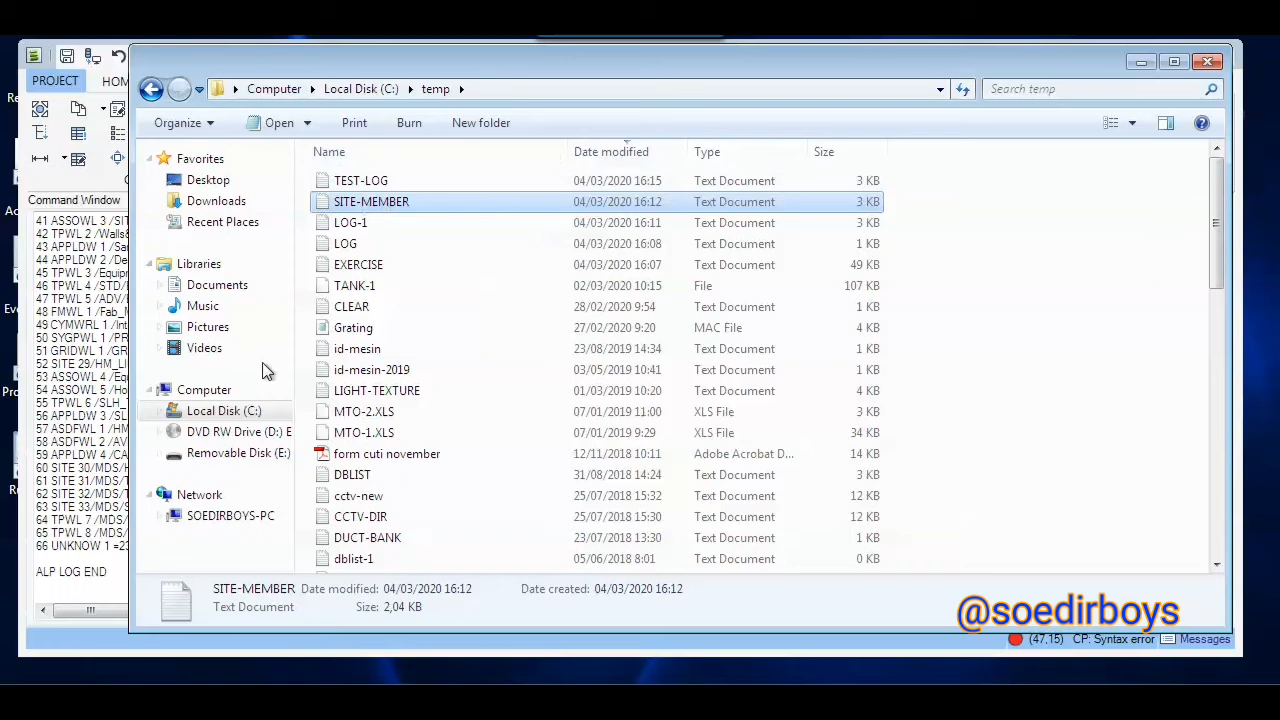 PROJECT
HOM
Command Window
41 ASSOWL 3 /SIT
42 TPWL 2 /Walls&
43 APPLDW 1 /Sa
44 APPLDW 2 /De
45 TPWL 3 /Equip
46 TPWL 4 /STD/
47 TPWL 5 /ADV/
48 FMWL 1 /Fab_M
49 CYMWRL 1 /Int
50 SYGPWL 1 /PR
51 GRIDWL 1 /GR
52 SITE 29/HM_LI
53 ASSOWL 4 /Eq
54 ASSOWL 5 /Ho
55 TPWL 6 /SLH_
56 APPLDW 3 /SL
57 ASDFWL 1 /HM
58 ASDFWL 2 /AV
59 APPLDW 4 /CA
60 SITE 30/MDS/H
61 SITE 31/MDS/
62 SITE 32/MDS/
63 SITE 33/MDS/
64 TPWL 7 /MDS/
65 TPWL 8 /MDS/
66 UNKNOW 1 =23
ALP LOG END
Computer
Local Disk (C:)
temp
Search temp
Organize
Open
Print
Burn
New folder
Favorites
Desktop
Downloads
Recent Places
Libraries
Documents
Music
Pictures
Videos
Computer
Local Disk (C:)
DVD RW Drive (D:) E
Removable Disk (E:)
Network
SOEDIRBOYS-PC
Name Date modified Type Size
TEST-LOG 04/03/2020 16:15 Text Document 3 KB
SITE-MEMBER 04/03/2020 16:12 Text Document 3 KB
LOG-1 04/03/2020 16:11 Text Document 3 KB
LOG 04/03/2020 16:08 Text Document 1 KB
EXERCISE 04/03/2020 16:07 Text Document 49 KB
TANK-1 02/03/2020 10:15 File 107 KB
CLEAR 28/02/2020 9:54 Text Document 1 KB
Grating 27/02/2020 9:20 MAC File 4 KB
id-mesin 23/08/2019 14:34 Text Document 1 KB
id-mesin-2019 03/05/2019 10:41 Text Document 1 KB
LIGHT-TEXTURE 01/03/2019 10:20 Text Document 4 KB
MTO-2.XLS 07/01/2019 11:00 XLS File 3 KB
MTO-1.XLS 07/01/2019 9:29 XLS File 34 KB
form cuti november 12/11/2018 10:11 Adobe Acrobat D... 14 KB
DBLIST 31/08/2018 14:24 Text Document 3 KB
cctv-new 25/07/2018 15:32 Text Document 12 KB
CCTV-DIR 25/07/2018 15:30 Text Document 12 KB
DUCT-BANK 23/07/2018 13:30 Text Document 1 KB
dblist-1 05/06/2018 8:01 Text Document 0 KB
SITE-MEMBER Date modified: 04/03/2020 16:12 Date created: 04/03/2020 16:12
Text Document Size: 2,04 KB
@soedirboys
(47.15) CP: Syntax error Messages